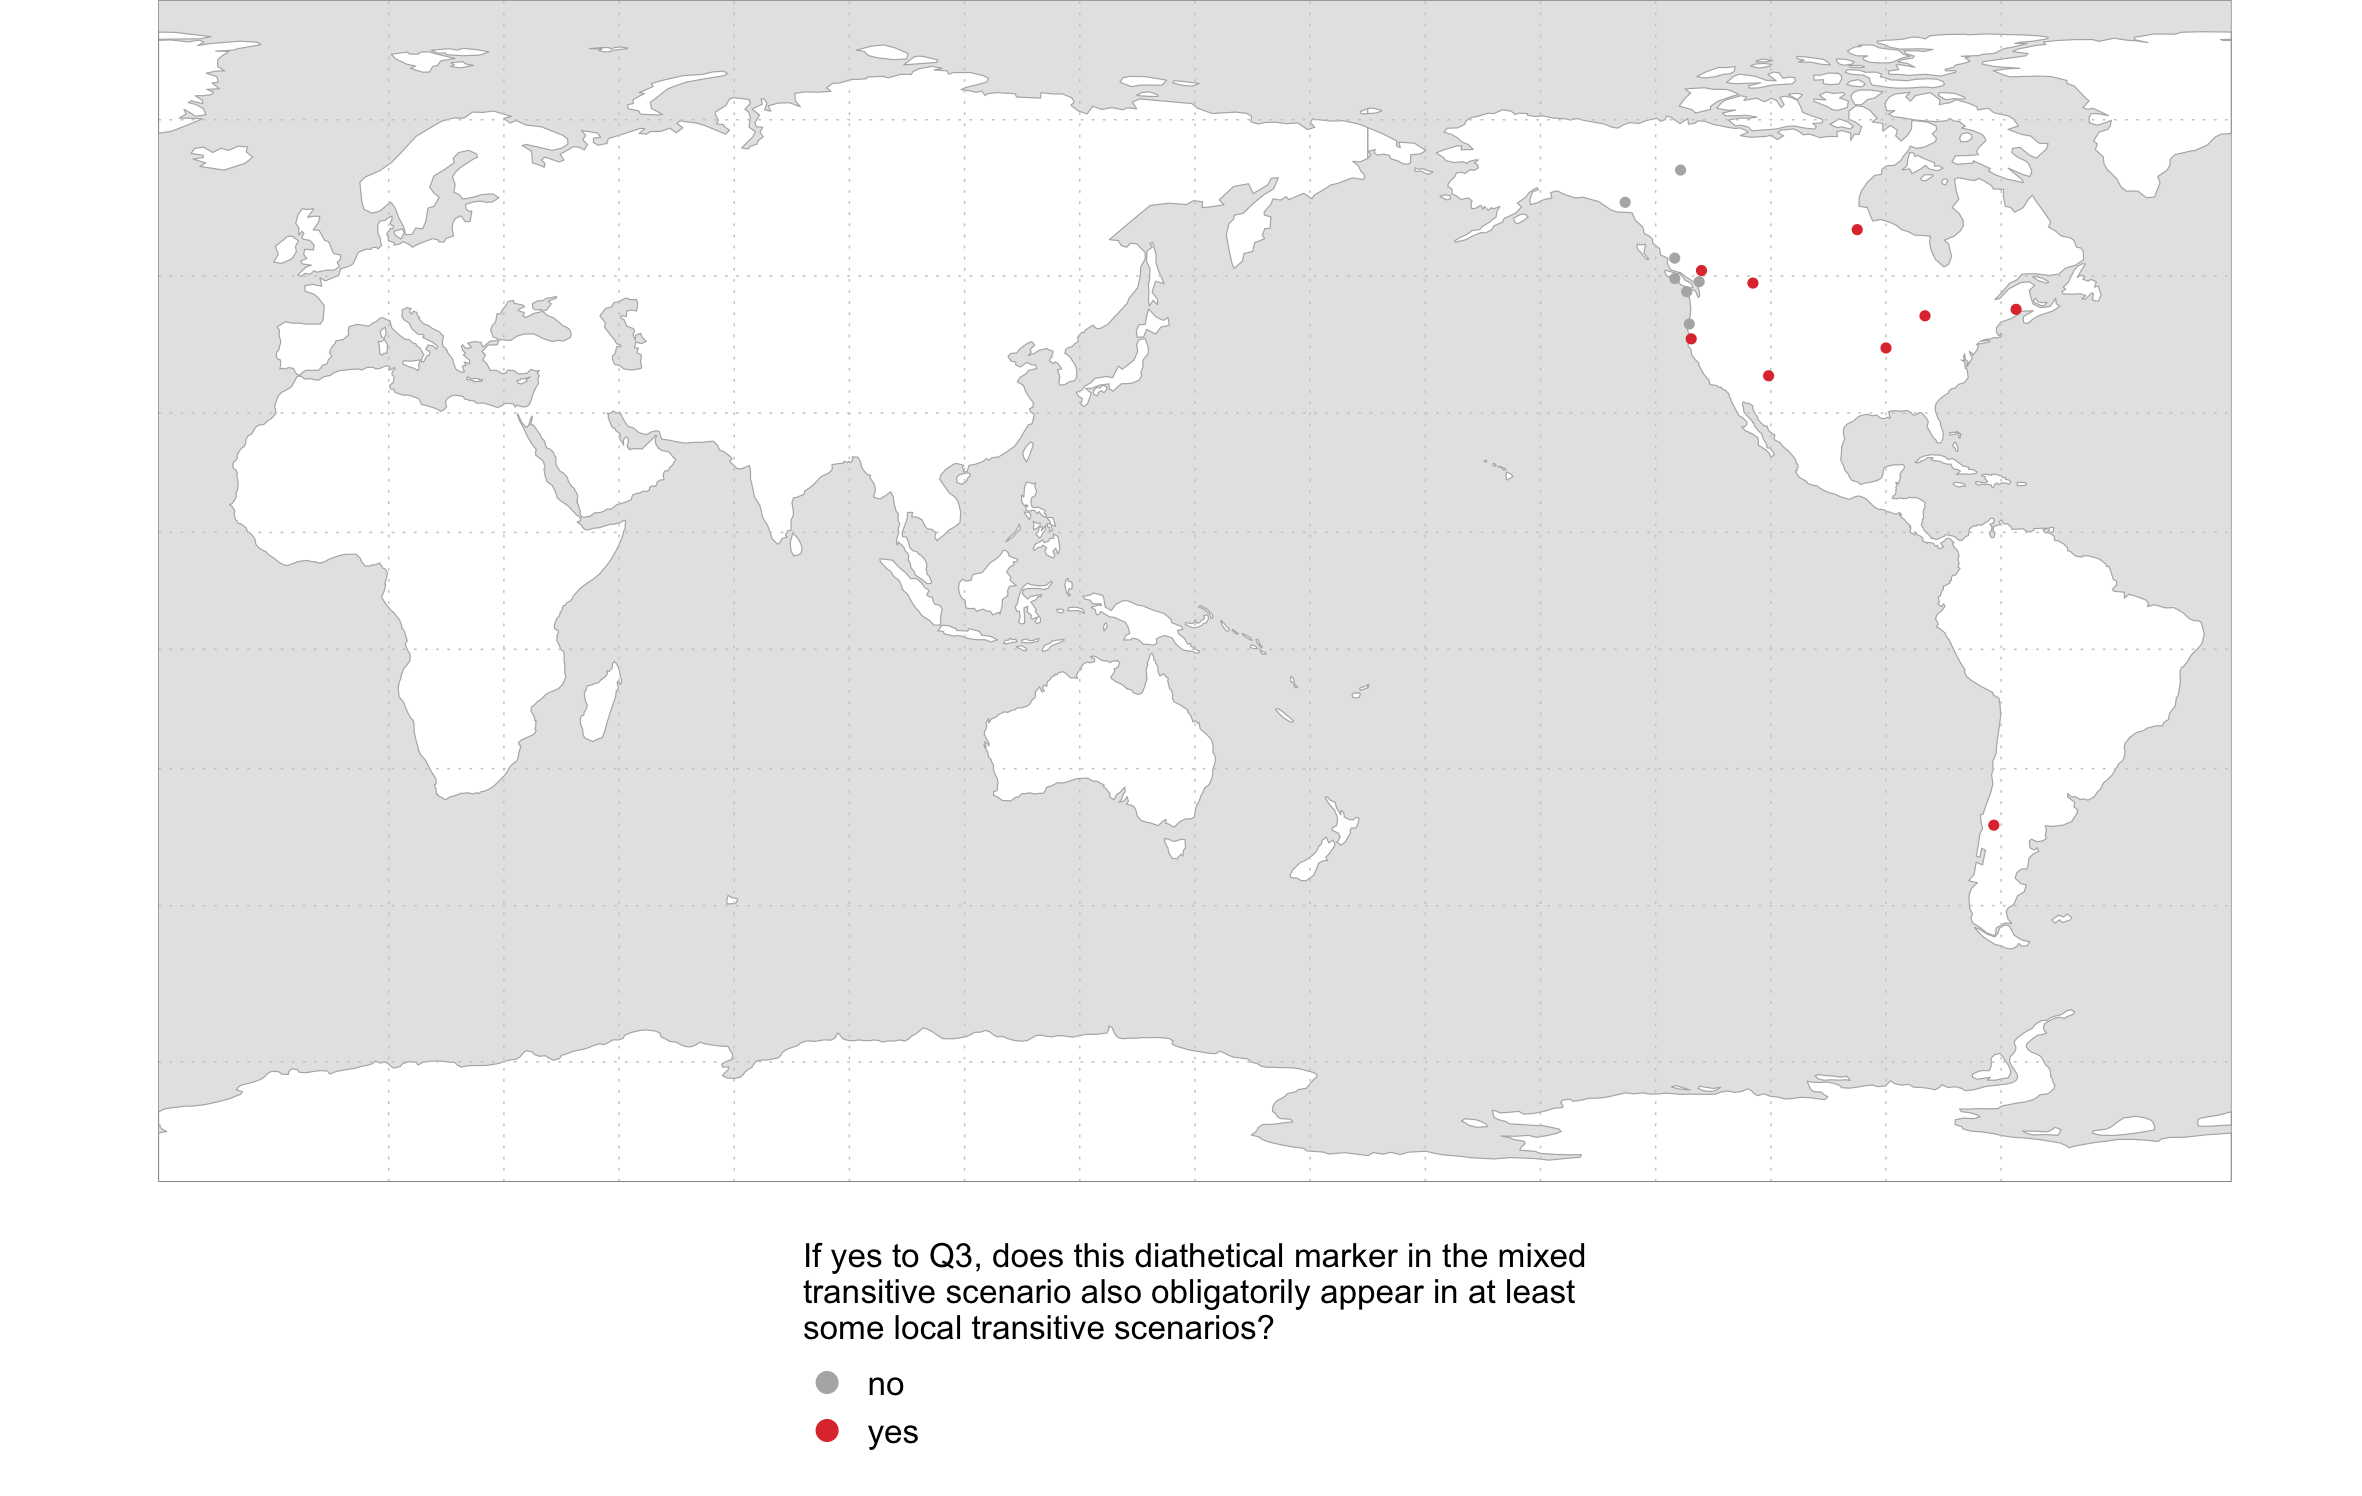 If yes to Q3, does this diathetical marker in the mixed
transitive scenario also obligatorily appear in at least
some local transitive scenarios?
no
yes